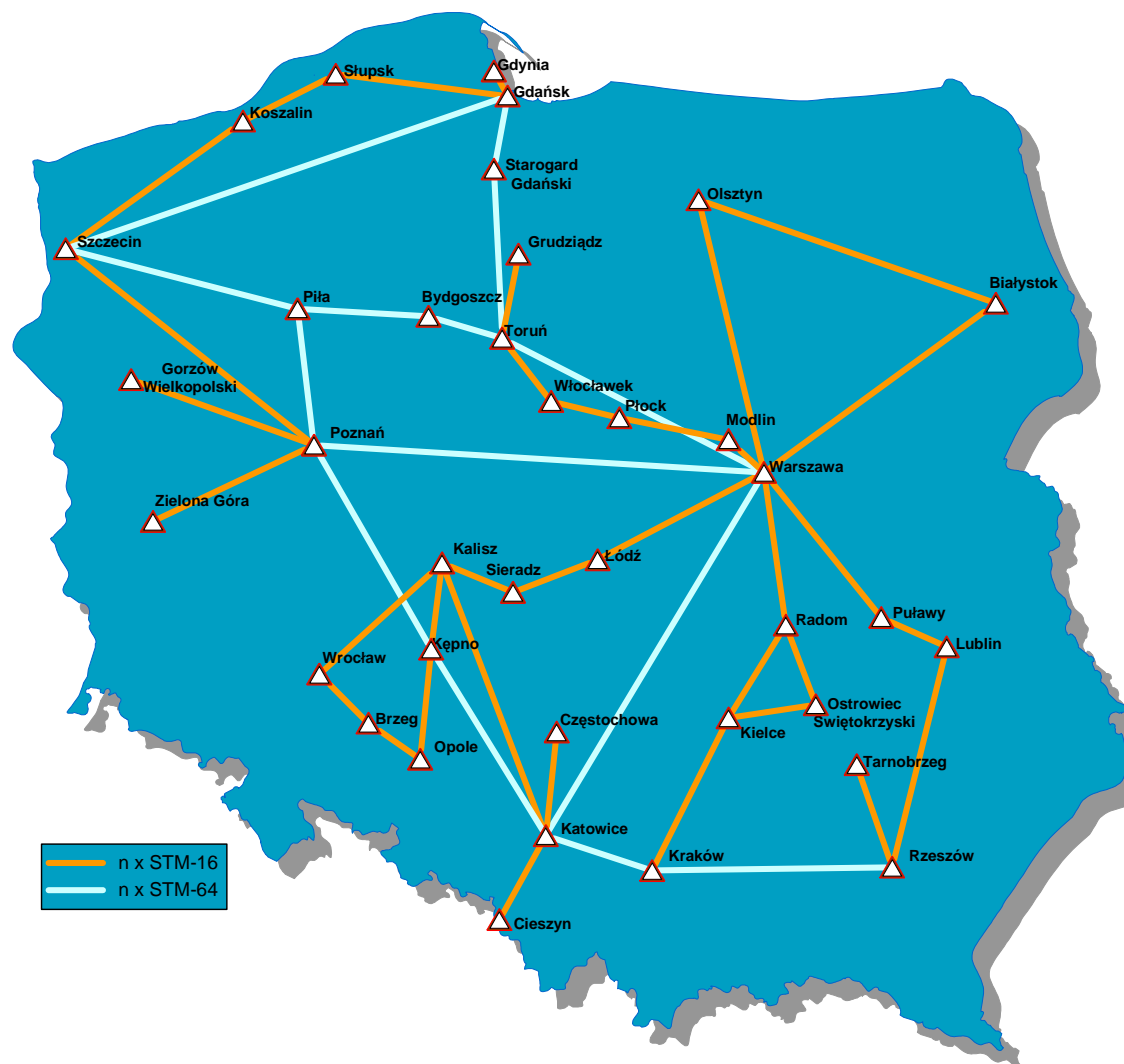 Gdynia
Słupsk
Gdańsk
Koszalin
Starogard
Gdański
Olsztyn
Szczecin
Grudziądz
Białystok
Piła
Bydgoszcz
Toruń
Gorzów
Wielkopolski
Włocławek
Płock
Modlin
Poznań
Warszawa
Zielona Góra
Kalisz
Łódź
Sieradz
Puławy
Radom
Kępno
Lublin
Wrocław
Ostrowiec
Świętokrzyski
Częstochowa
Brzeg
Kielce
Opole
Tarnobrzeg
Katowice
Kraków
Rzeszów
n x STM-16
n x STM-64
Cieszyn